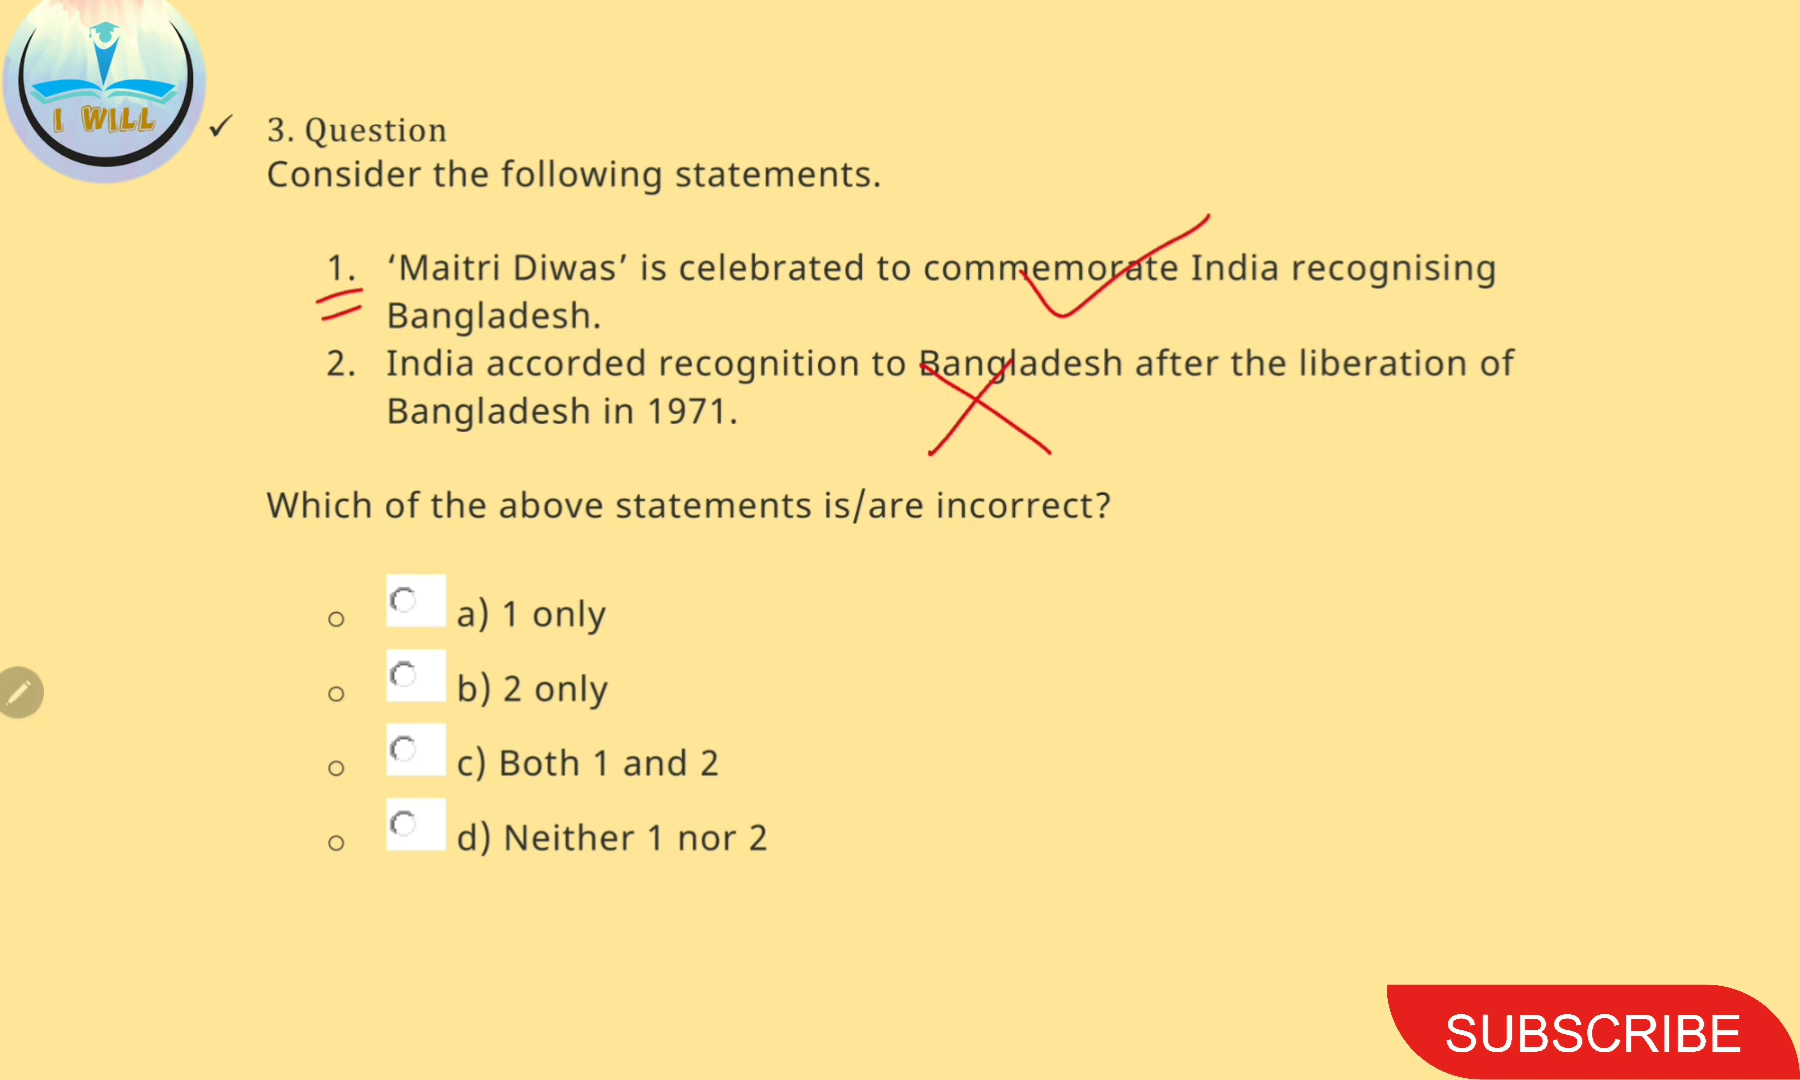 I WILL
✓ 3. Question
Consider the following statements.
1. ‘Maitri Diwas’ is celebrated to commemorate India recognising
Bangladesh.
2. India accorded recognition to Bangladesh after the liberation of
Bangladesh in 1971.
Which of the above statements is/are incorrect?
a) 1 only
b) 2 only
c) Both 1 and 2
d) Neither 1 nor 2
SUBSCRIBE